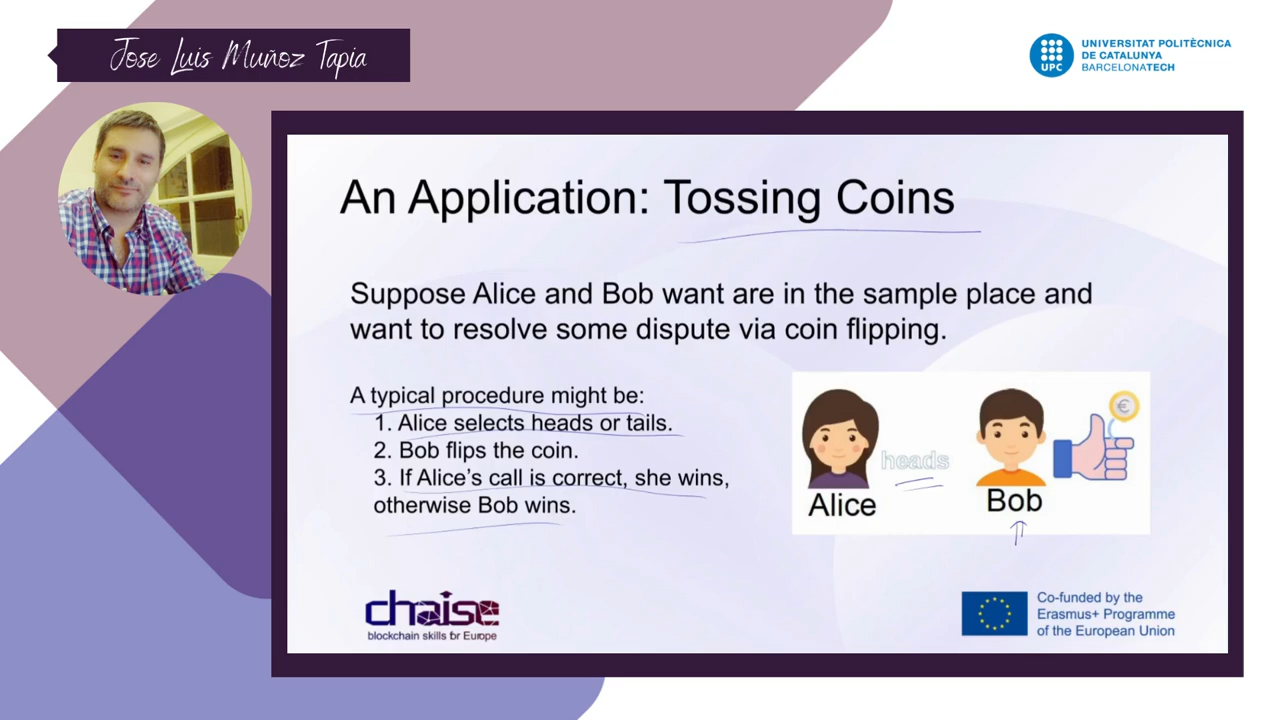 Jose Luis Muñoz Tapia
UPC
UNIVERSITAT POLITÈCNICA
DE CATALUNYA
BARCELONATECH
An Application: Tossing Coins
Suppose Alice and Bob want are in the sample place and
want to resolve some dispute via coin flipping.
A typical procedure might be:
1. Alice selects heads or tails.
2. Bob flips the coin.
3. If Alice's call is correct, she wins,
otherwise Bob wins.
heads
€
Alice
Bob
chaise
blockchain skills for Europe
Co-funded by the
Erasmus+ Programme
of the European Union